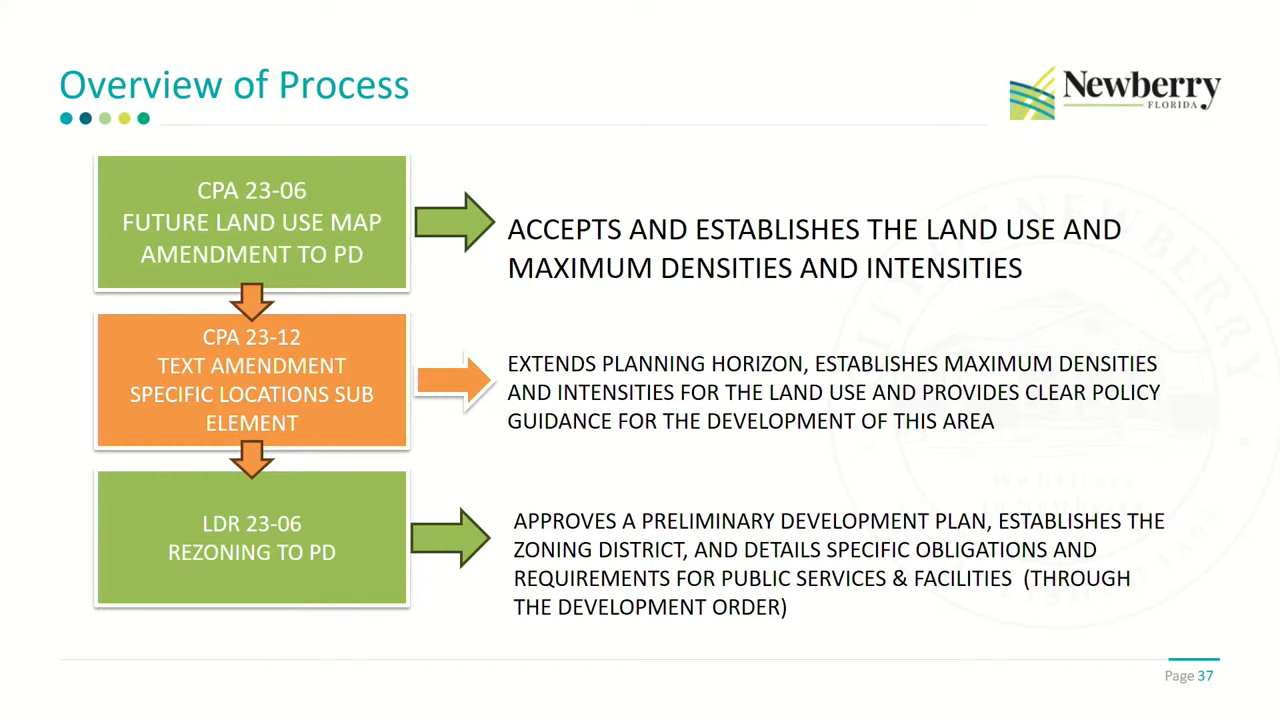 Overview of Process
Newberry
FLORIDA
CPA 23-06
FUTURE LAND USE MAP
AMENDMENT TO PD
ACCEPTS AND ESTABLISHES THE LAND USE AND
MAXIMUM DENSITIES AND INTENSITIES
CPA 23-12
TEXT AMENDMENT
SPECIFIC LOCATIONS SUB
ELEMENT
EXTENDS PLANNING HORIZON, ESTABLISHES MAXIMUM DENSITIES
AND INTENSITIES FOR THE LAND USE AND PROVIDES CLEAR POLICY
GUIDANCE FOR THE DEVELOPMENT OF THIS AREA
LDR 23-06
REZONING TO PD
APPROVES A PRELIMINARY DEVELOPMENT PLAN, ESTABLISHES THE
ZONING DISTRICT, AND DETAILS SPECIFIC OBLIGATIONS AND
REQUIREMENTS FOR PUBLIC SERVICES & FACILITIES (THROUGH
THE DEVELOPMENT ORDER)
Page 37